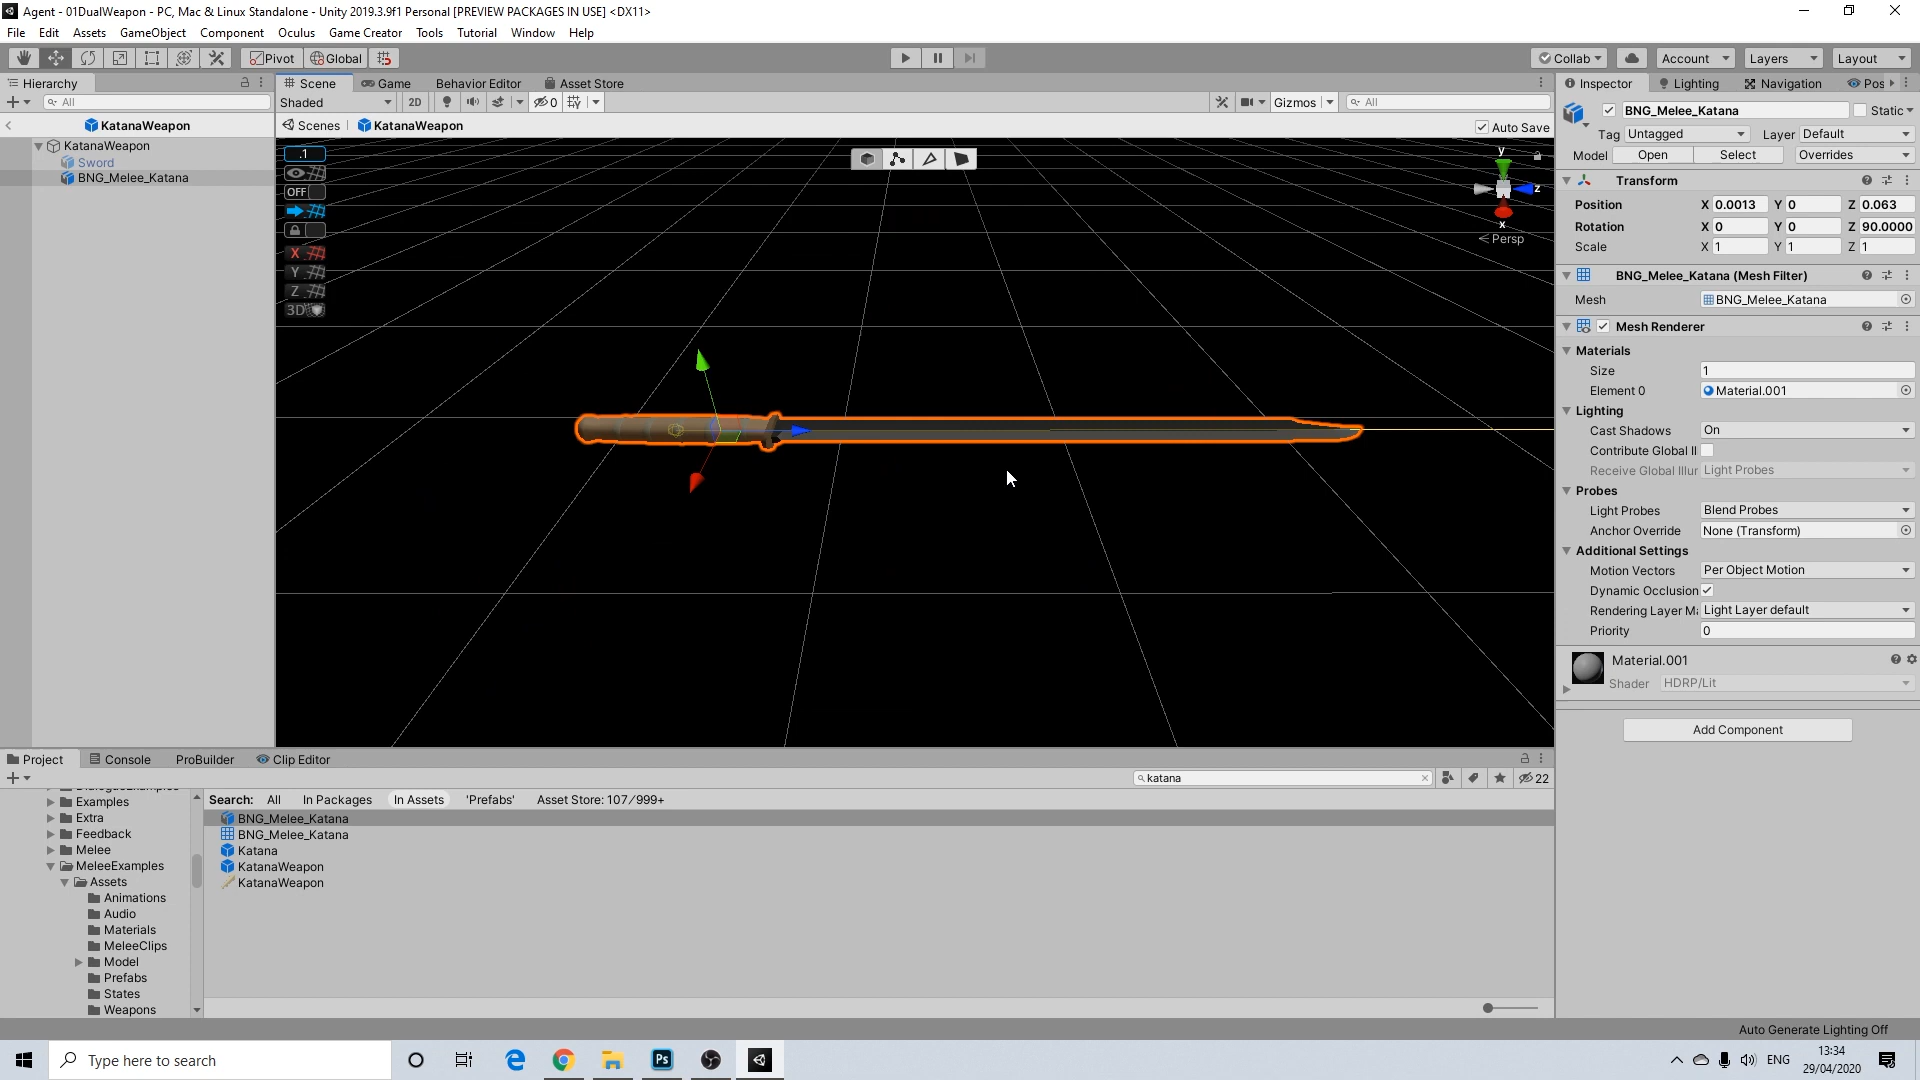 Agent - 01DualWeapon - PC, Mac & Linux Standalone - Unity 2019.3.9f1 Personal [PREVIEW PACKAGES IN USE] <DX11>
File Edit Assets GameObject Component Oculus Game Creator Tools Tutorial Window Help
Pivot Global Collab Account Layers Layout
Hierarchy Scene Game Behavior Editor Asset Store Inspector Lighting Navigation Pos
All Shaded 2D 0 Gizmos All BNG_Melee_Katana Static
KatanaWeapon Scenes KatanaWeapon Auto Save
Tag Untagged Layer Default
KatanaWeapon
Sword
BNG_Melee_Katana
Model Open Select Overrides
.1
OFF
X
Y
Z
3D
y
z
x
< Persp
Transform
Position X 0.0013 Y 0 Z 0.063
Rotation X 0 Y 0 Z 90.0000
Scale X 1 Y 1 Z 1
BNG_Melee_Katana (Mesh Filter)
Mesh BNG_Melee_Katana
Mesh Renderer
Materials
Size 1
Element 0 Material.001
Lighting
Cast Shadows On
Contribute Global Il
Receive Global Illur Light Probes
Probes
Light Probes Blend Probes
Anchor Override None (Transform)
Additional Settings
Motion Vectors Per Object Motion
Dynamic Occlusion
Rendering Layer Ma Light Layer default
Priority 0
Material.001
Shader HDRP/Lit
Add Component
Project Console ProBuilder Clip Editor
katana 22
Search: All In Packages In Assets 'Prefabs' Asset Store: 107/999+
Examples
Extra
Feedback
Melee
MeleeExamples
Assets
Animations
Audio
Materials
MeleeClips
Model
Prefabs
States
Weapons
BNG_Melee_Katana
BNG_Melee_Katana
Katana
KatanaWeapon
KatanaWeapon
Auto Generate Lighting Off
Type here to search
Ps
ENG
13:34
29/04/2020